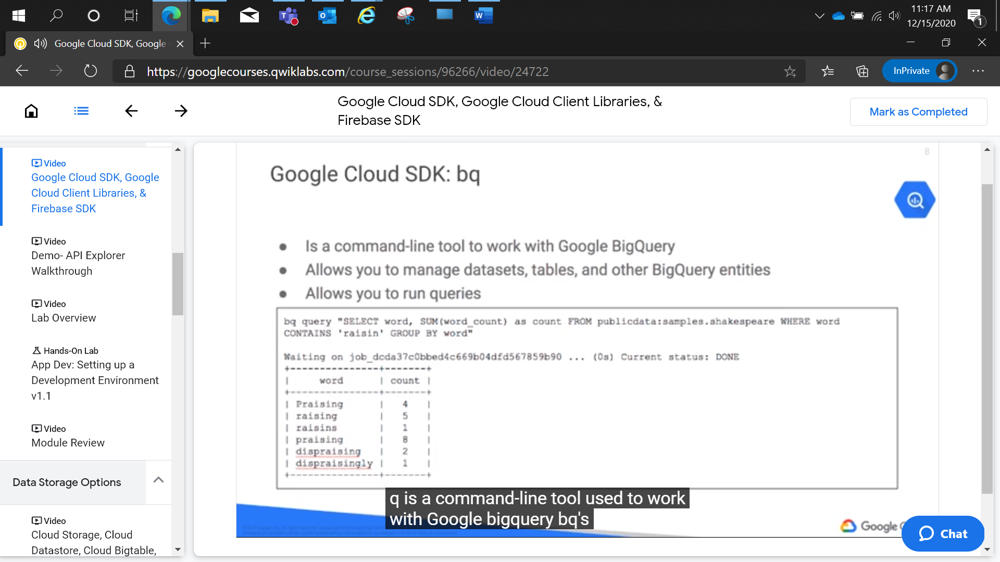 11:17 AM
12/15/2020
1
Google Cloud SDK, Google
https://googlecourses.qwiklabs.com/course_sessions/96266/video/24722
InPrivate
Google Cloud SDK, Google Cloud Client Libraries, &
Firebase SDK
Mark as Completed
Video
Google Cloud SDK, Google
Cloud Client Libraries, &
Firebase SDK
Video
Demo- API Explorer
Walkthrough
Video
Lab Overview
Hands-On Lab
App Dev: Setting up a
Development Environment
v1.1
Video
Module Review
Data Storage Options
Video
Cloud Storage, Cloud
Datastore, Cloud Bigtable,
8
Google Cloud SDK: bq
● Is a command-line tool to work with Google BigQuery
● Allows you to manage datasets, tables, and other BigQuery entities
● Allows you to run queries
bq query "SELECT word, SUM(word_count) as count FROM publicdata:samples.shakespeare WHERE word
CONTAINS 'raisin' GROUP BY word"
Waiting on job_dcda37c0bbed4c669b04dfd567859b90 ... (0s) Current status: DONE
+---------------+-------+
| word | count |
+---------------+-------+
| Praising | 4 |
| raising | 5 |
| raisins | 1 |
| praising | 8 |
| dispraising | 2 |
| dispraisingly | 1 |
+---------------+-------+
q is a command-line tool used to work
with Google bigquery bq's
Google
Chat